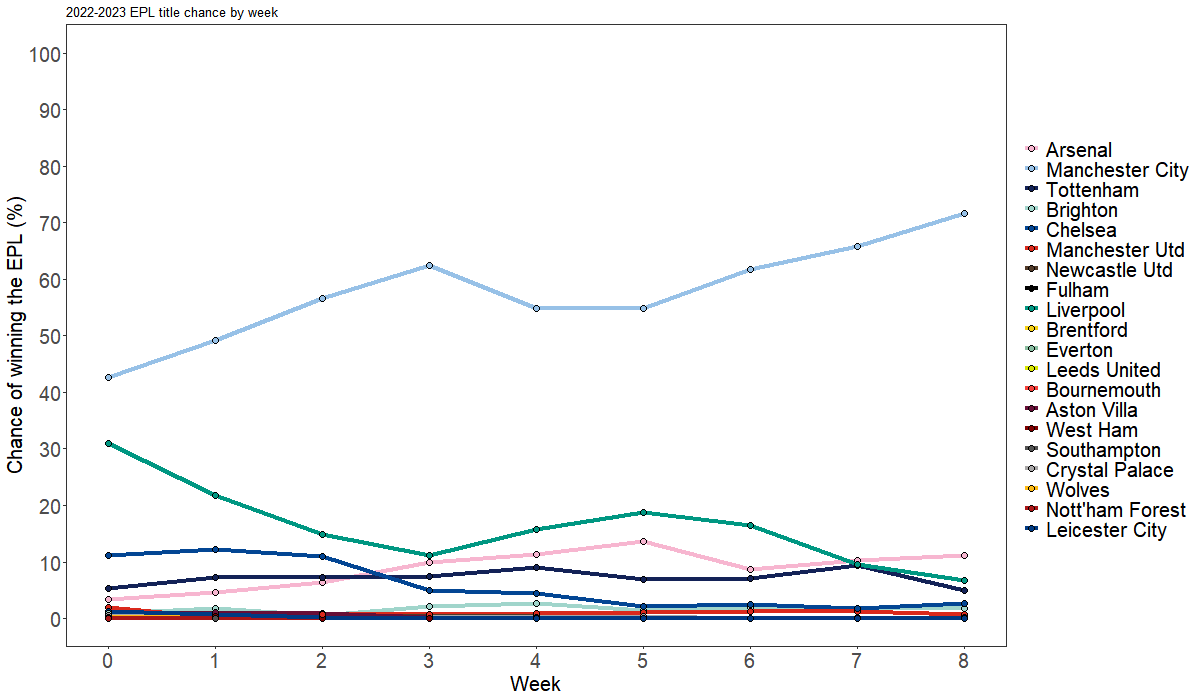 2022-2023 EPL title chance by week
Chance of winning the EPL (%)
100
90
80
70
60
50
40
30
20
10
0
0 1 2 3 4 5 6 7 8
Week
Arsenal
Manchester City
Tottenham
Brighton
Chelsea
Manchester Utd
Newcastle Utd
Fulham
Liverpool
Brentford
Everton
Leeds United
Bournemouth
Aston Villa
West Ham
Southampton
Crystal Palace
Wolves
Nott'ham Forest
Leicester City